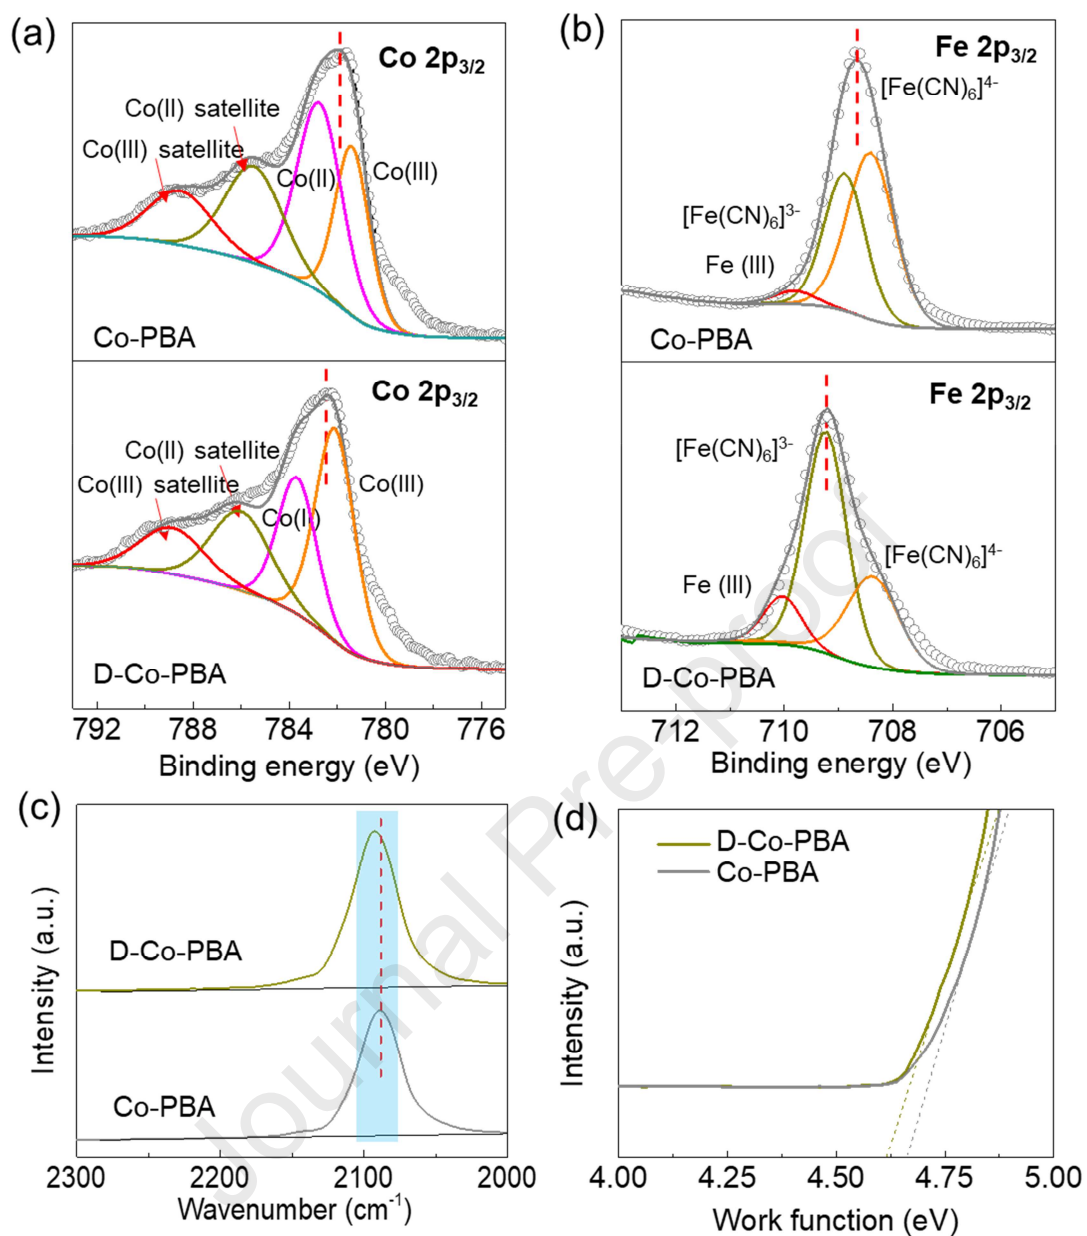 (a)
Co 2p3/2
Co(II) satellite
Co(III) satellite
Co(II)
Co(III)
Co-PBA
Co 2p3/2
Co(II) satellite
Co(III) satellite
Co(II)
Co(III)
D-Co-PBA
792 788 784 780 776
Binding energy (eV)
(b)
Fe 2p3/2
[Fe(CN)6]4-
[Fe(CN)6]3-
Fe (III)
Co-PBA
Fe 2p3/2
[Fe(CN)6]3-
[Fe(CN)6]4-
Fe (III)
D-Co-PBA
712 710 708 706
Binding energy (eV)
(c)
D-Co-PBA
Co-PBA
Intensity (a.u.)
2300 2200 2100 2000
Wavenumber (cm-1)
(d)
D-Co-PBA
Co-PBA
Intensity (a.u.)
4.00 4.25 4.50 4.75 5.00
Work function (eV)
Journal Pre-proof